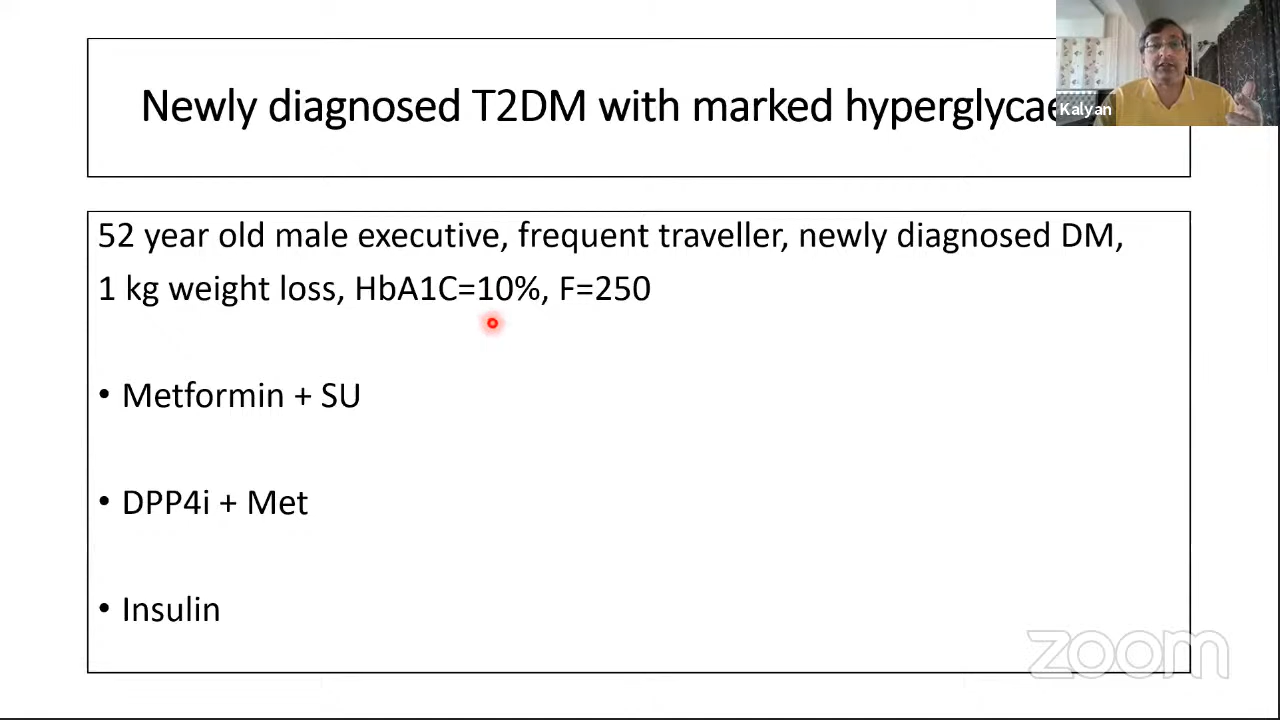 Newly diagnosed T2DM with marked
Kalyan
52 year old male executive, frequent traveller, newly diagnosed DM,
1 kg weight loss, HbA1C=10%, F=250
• Metformin + SU
• DPP4i + Met
• Insulin
zoom